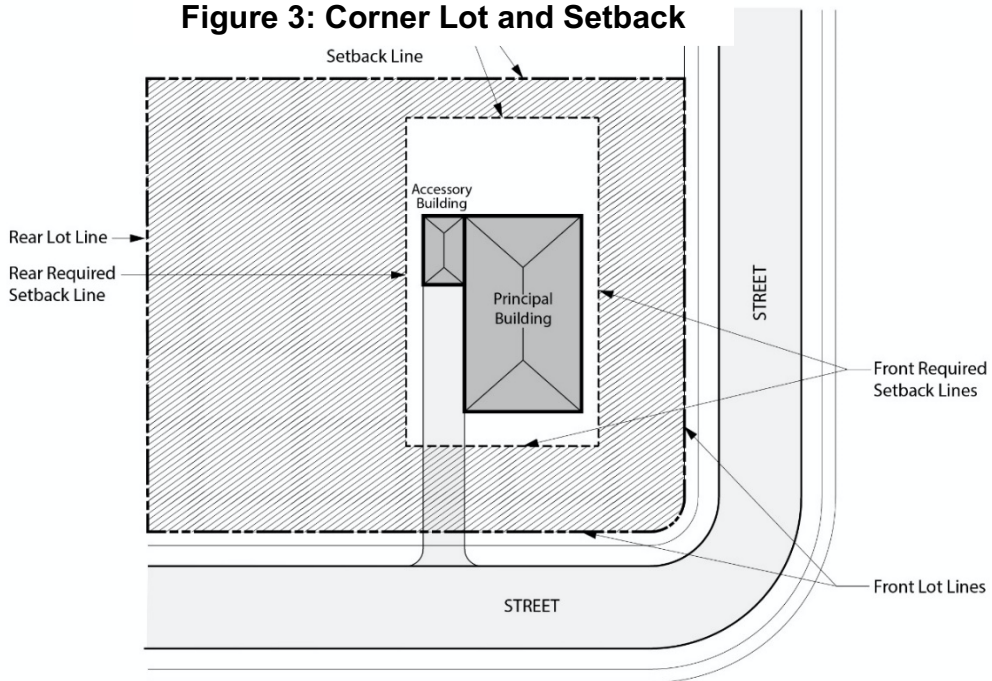 Figure 3: Corner Lot and Setback
Setback Line
Accessory
Building
Rear Lot Line
Rear Required
Setback Line
Principal
Building
STREET
Front Required
Setback Lines
Front Lot Lines
STREET